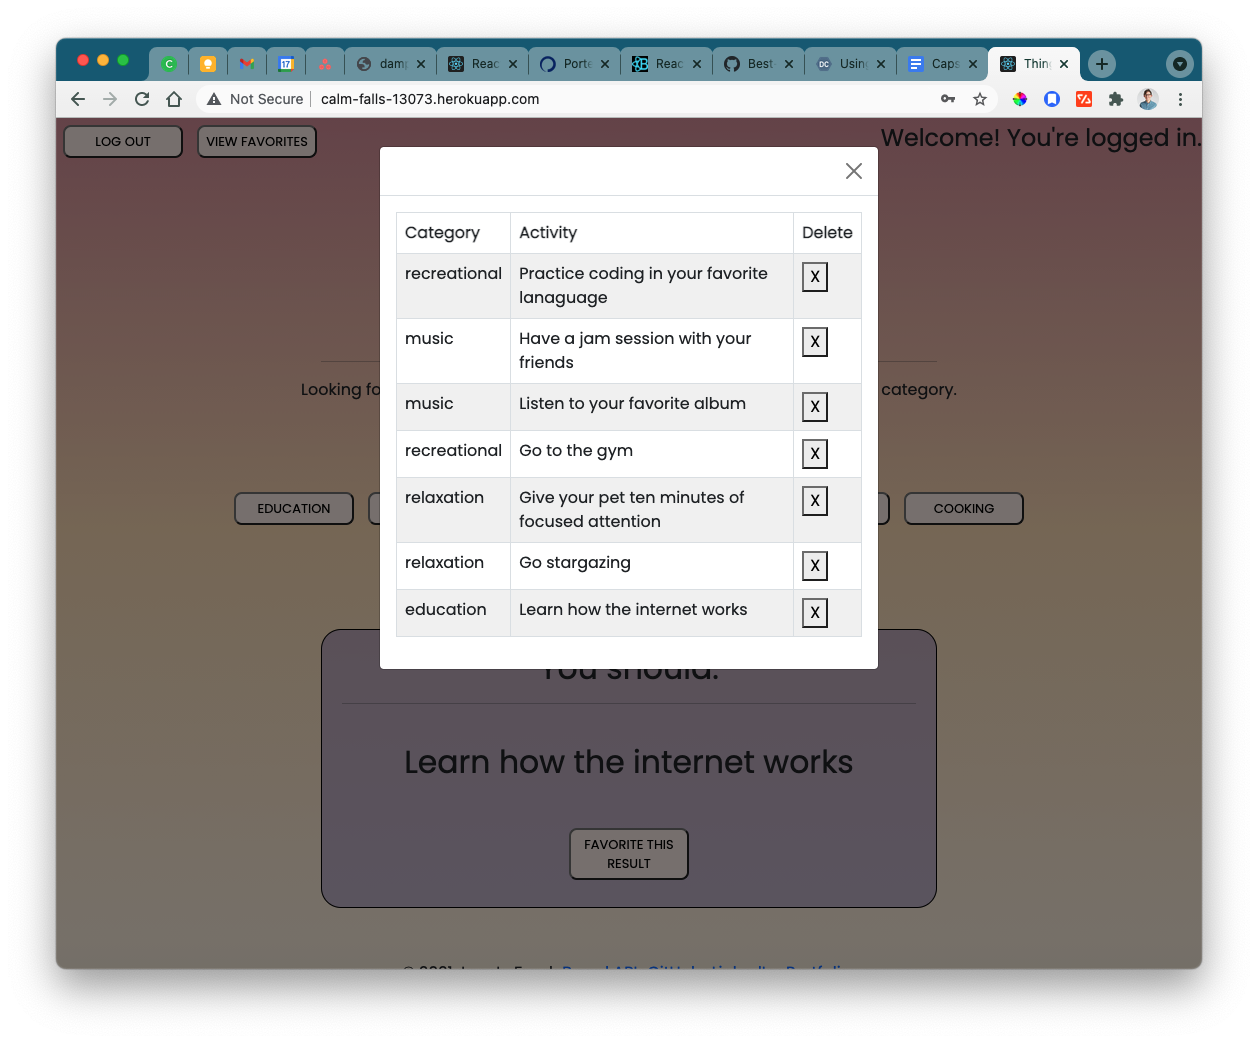 C
17
dam
Reac
Porte
Reac
Best
DC
Usin
Caps
Thin
Not Secure
calm-falls-13073.herokuapp.com
LOG OUT
VIEW FAVORITES
Welcome! You're logged in.
Category Activity Delete
recreational Practice coding in your favorite
lanaguage X
music Have a jam session with your
friends X
music Listen to your favorite album X
recreational Go to the gym X
relaxation Give your pet ten minutes of
focused attention X
relaxation Go stargazing X
education Learn how the internet works X
Looking fo
category.
EDUCATION
COOKING
You should:
Learn how the internet works
FAVORITE THIS
RESULT